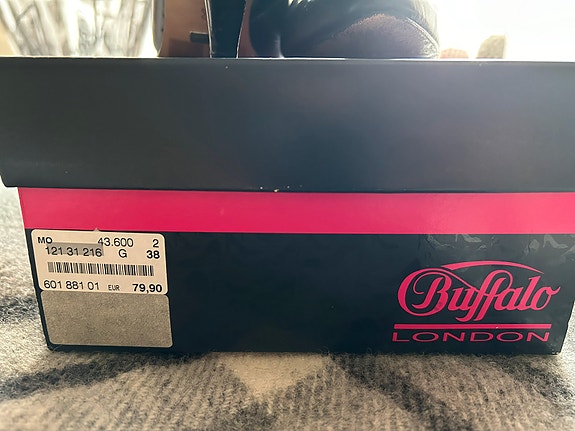 MO 43.600 2
121 31 216 G 38
601 881 01 EUR 79,90
Buffalo
LONDON